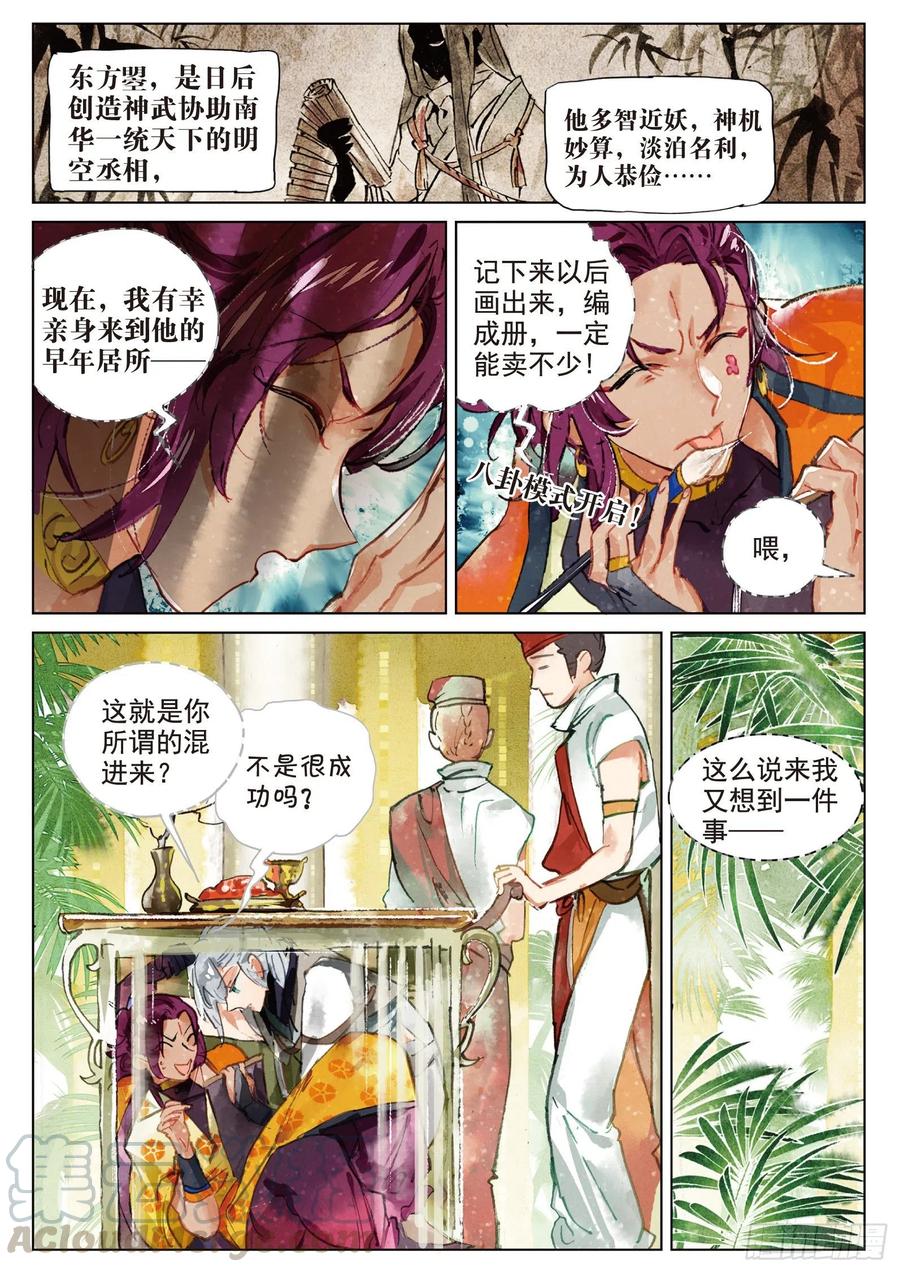 东方曌，是日后
创造神武协助南
华一统天下的明
空丞相，
他多智近妖，神机
妙算，淡泊名利，
为人恭俭……
现在，我有幸
亲身来到他的
早年居所——
记下来以后
画出来，编
成册，一定
能卖不少！
八卦模式开启！
喂，
这就是你
所谓的混
进来？
不是很成
功吗？
这么说来我
又想到一件
事——